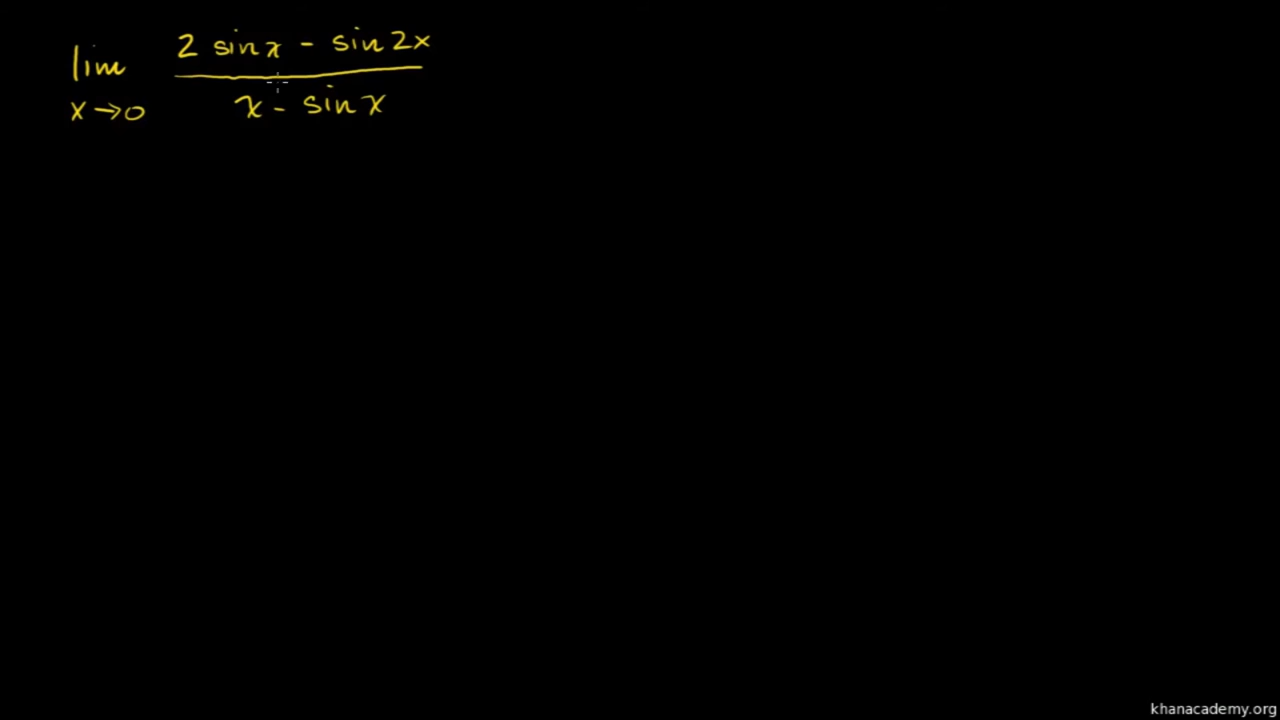 lim 2 sin x - sin 2x
x→0 x - sin x
khanacademy.org